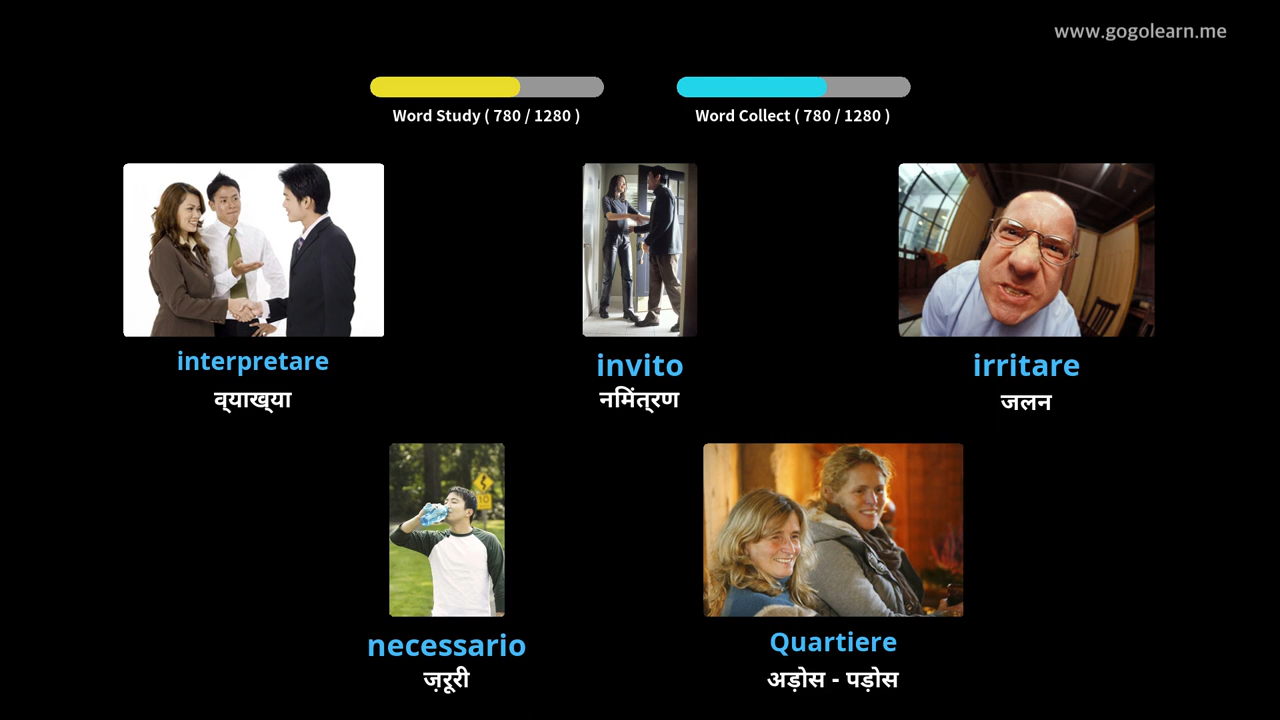 www.gogolearn.me
Word Study ( 780 / 1280 )
Word Collect ( 780 / 1280 )
interpretare
व्याख्या
invito
नमिंत्रण
irritare
जलन
necessario
ज़रूरी
Quartiere
अड़ोस - पड़ोस